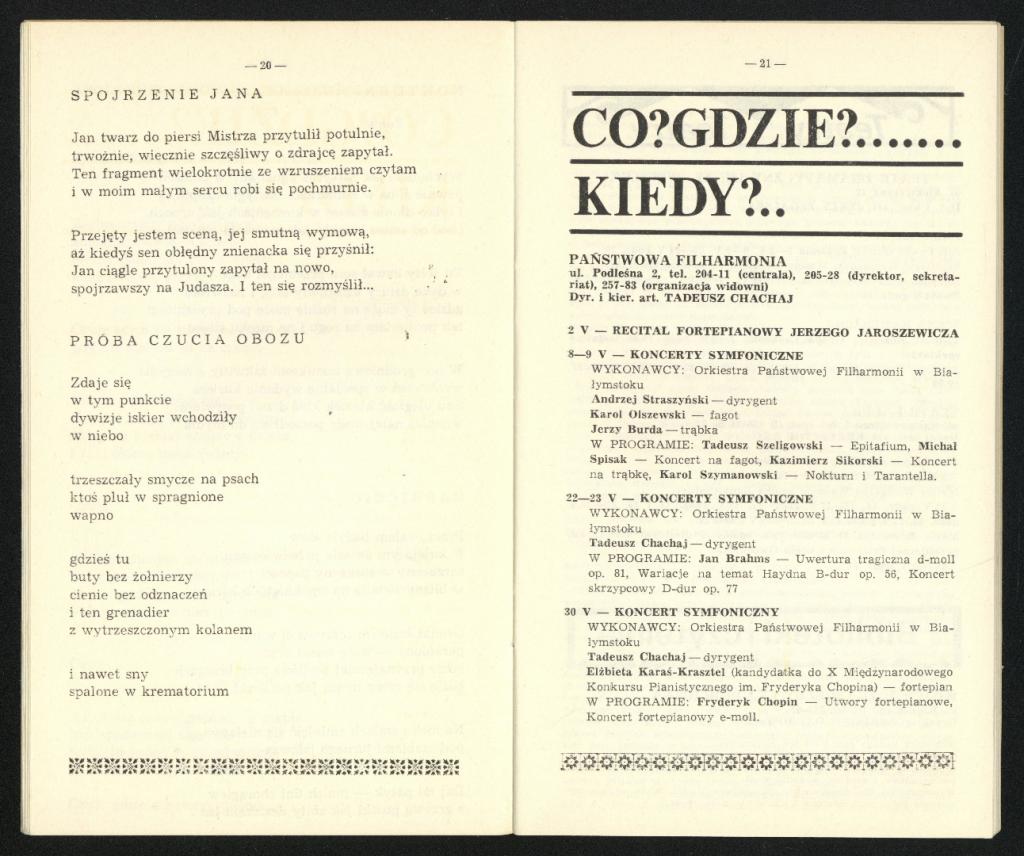 — 20 —
SPOJRZENIE JANA
Jan twarz do piersi Mistrza przytulił potulnie,
trwożnie, wiecznie szczęśliwy o zdrajcę zapytał.
Ten fragment wielokrotnie ze wzruszeniem czytam
i w moim małym sercu robi się pochmurnie.
Przejęty jestem sceną, jej smutną wymową,
aż kiedyś sen obłędny znienacka się przyśnił:
Jan ciągle przytulony zapytał na nowo,
spojrzawszy na Judasza. I ten się rozmyślił...
PRÓBA CZUCIA OBOZU
Zdaje się
w tym punkcie
dywizje iskier wchodziły
w niebo
trzeszczały smycze na psach
ktoś pluł w spragnione
wapno
gdzieś tu
buty bez żołnierzy
cienie bez odznaczeń
i ten grenadier
z wytrzeszczonym kolanem
i nawet sny
spalone w krematorium
— 21 —
CO?GDZIE?.......
KIEDY?..
PAŃSTWOWA FILHARMONIA
ul. Podleśna 2, tel. 204-11 (centrala), 205-28 (dyrektor, sekreta-
riat), 257-83 (organizacja widowni)
Dyr. i kier. art. TADEUSZ CHACHAJ
2 V — RECITAL FORTEPIANOWY JERZEGO JAROSZEWICZA
8—9 V — KONCERTY SYMFONICZNE
WYKONAWCY: Orkiestra Państwowej Filharmonii w Bia-
łymstoku
Andrzej Straszyński — dyrygent
Karol Olszewski — fagot
Jerzy Burda — trąbka
W PROGRAMIE: Tadeusz Szeligowski — Epitafium, Michał
Spisak — Koncert na fagot, Kazimierz Sikorski — Koncert
na trąbkę, Karol Szymanowski — Nokturn i Tarantella.
22—23 V — KONCERTY SYMFONICZNE
WYKONAWCY: Orkiestra Państwowej Filharmonii w Bia-
łymstoku
Tadeusz Chachaj — dyrygent
W PROGRAMIE: Jan Brahms — Uwertura tragiczna d-moll
op. 81, Wariacje na temat Haydna B-dur op. 56, Koncert
skrzypcowy D-dur op. 77
30 V — KONCERT SYMFONICZNY
WYKONAWCY: Orkiestra Państwowej Filharmonii w Bia-
łymstoku
Tadeusz Chachaj — dyrygent
Elżbieta Karaś-Krasztel (kandydatka do X Międzynarodowego
Konkursu Pianistycznego im. Fryderyka Chopina) — fortepian
W PROGRAMIE: Fryderyk Chopin — Utwory fortepianowe,
Koncert fortepianowy e-moll.